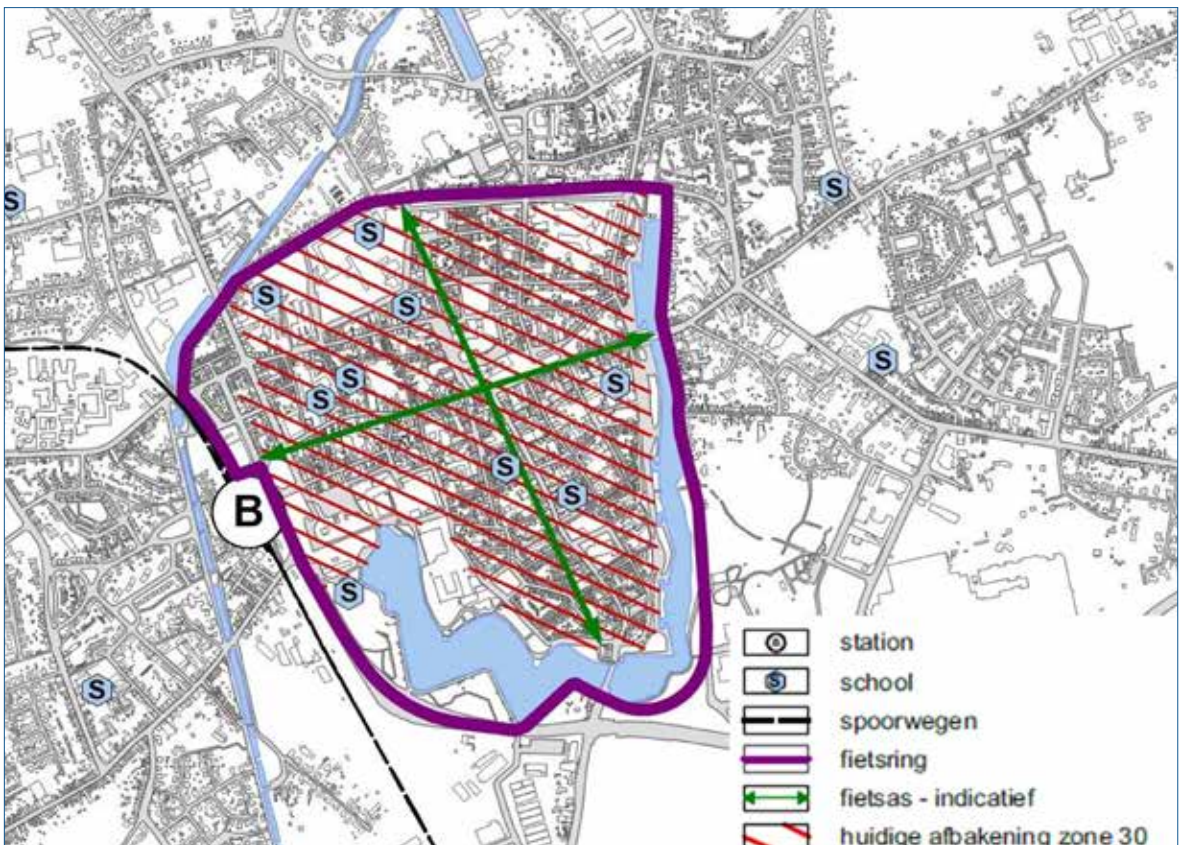 S
S
S
S
S
S
S
S
S
S
S
B
S
S
station
S
school
spoorwegen
fietsring
fietsas - indicatief
huidige afbakening zone 30